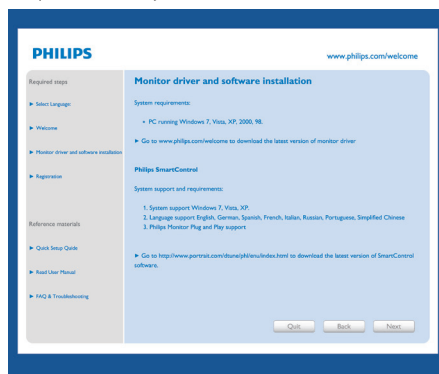 PHILIPS
www.philips.com/welcome
Required steps
Monitor driver and software installation
► Select Language:
System requirements:
• PC running Windows 7, Vista, XP, 2000, 98.
► Welcome
► Go to www.philips.com/welcome to download the latest version of monitor driver
► Monitor driver and software installation
Philips SmartControl
► Registration
System support and requirements:
1. System support Windows 7, Vista, XP.
2. Language support English, German, Spanish, French, Italian, Russian, Portuguese, Simplified Chinese
3. Philips Monitor Plug and Play support
Reference materials
► Quick Setup Quide
► Go to http://www.portrait.com/dtune/phl/enu/index.html to download the latest version of SmartControl
software.
► Read User Manual
► FAQ & Troubleshooting
Quit
Back
Next